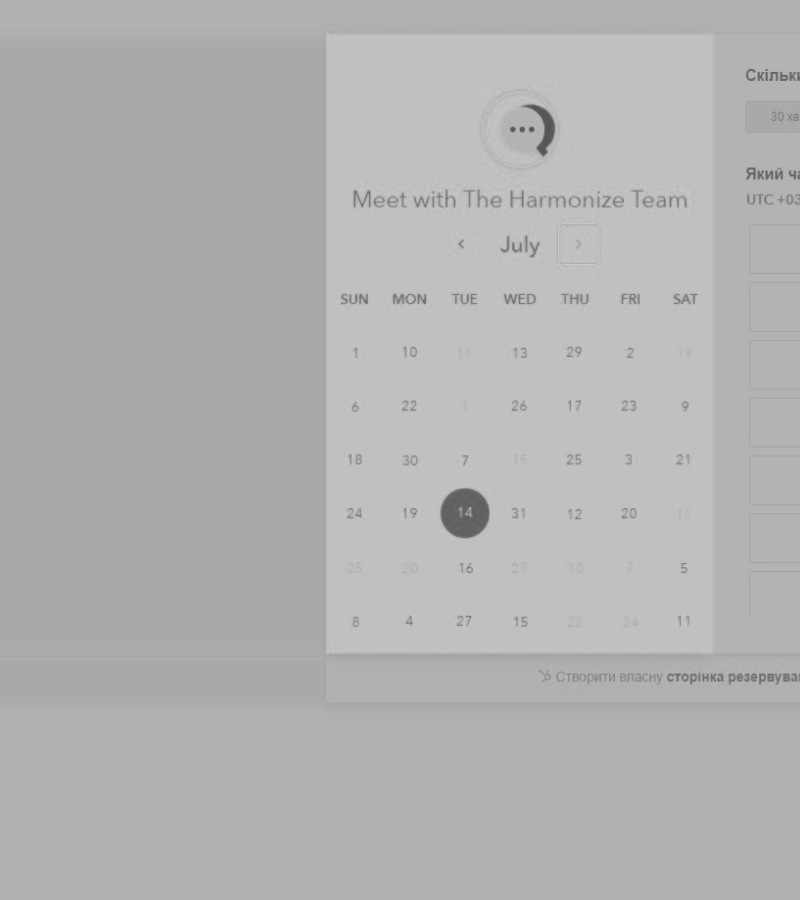 Скільки
30 хв
Meet with The Harmonize Team
Який ча
UTC +03
July
SUN MON TUE WED THU FRI SAT
1 10 11 13 29 2 19
6 22 1 26 17 23 9
18 30 7 15 25 3 21
24 19 14 31 12 20 11
25 20 16 27 10 7 5
8 4 27 15 22 24 11
Створити власну сторінка резервуван